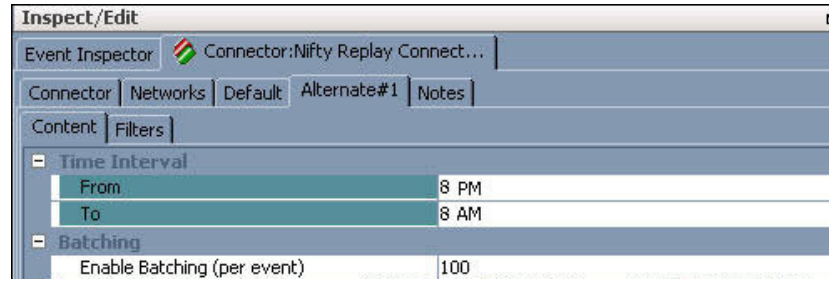 Inspect/Edit
Event Inspector Connector:Nifty Replay Connect...
Connector Networks Default Alternate#1 Notes
Content Filters
Time Interval
From 8 PM
To 8 AM
Batching
Enable Batching (per event) 100